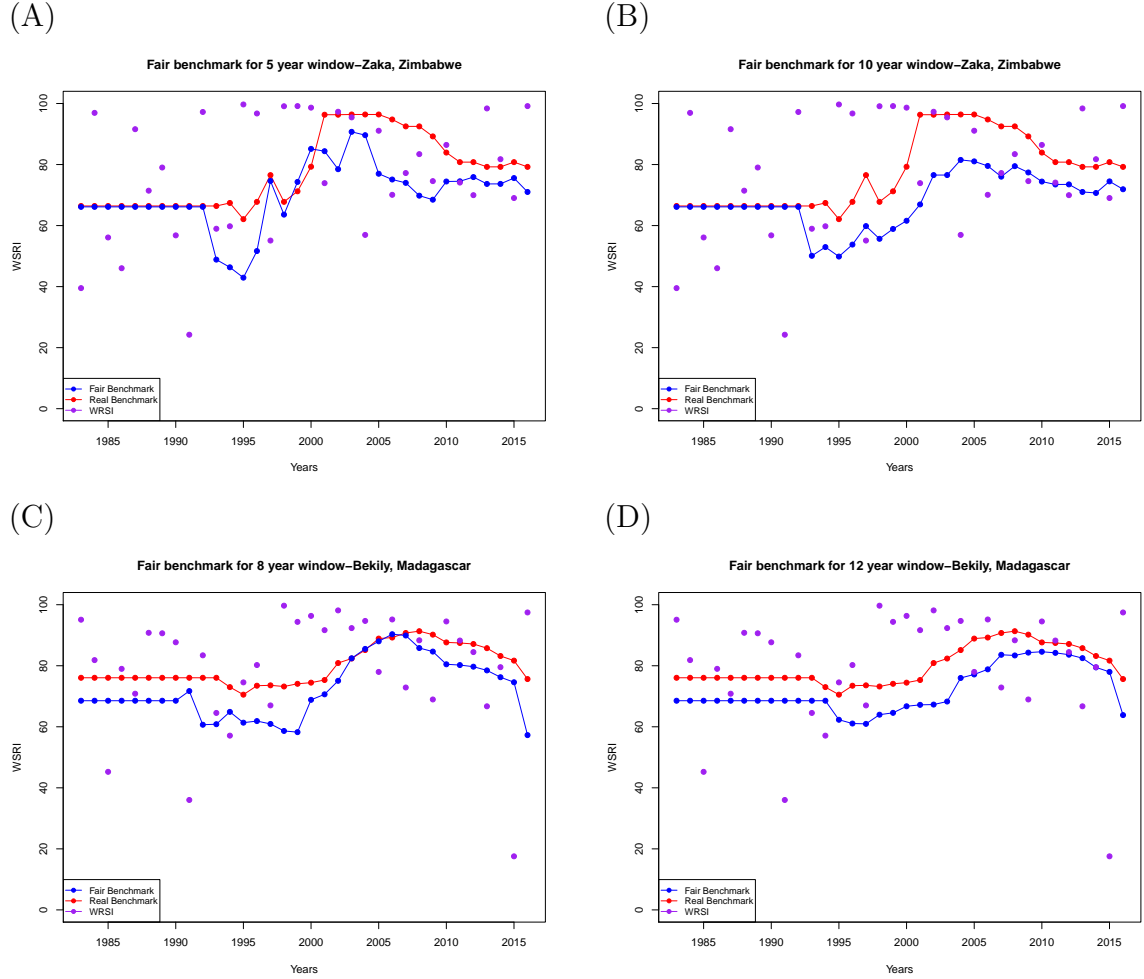 (A)
Fair benchmark for 5 year window−Zaka, Zimbabwe
WSRI
100
80
60
40
20
0
Fair Benchmark
Real Benchmark
WRSI
1985 1990 1995 2000 2005 2010 2015
Years
(B)
Fair benchmark for 10 year window−Zaka, Zimbabwe
WSRI
100
80
60
40
20
0
Fair Benchmark
Real Benchmark
WRSI
1985 1990 1995 2000 2005 2010 2015
Years
(C)
Fair benchmark for 8 year window−Bekily, Madagascar
WSRI
100
80
60
40
20
0
Fair Benchmark
Real Benchmark
WRSI
1985 1990 1995 2000 2005 2010 2015
Years
(D)
Fair benchmark for 12 year window−Bekily, Madagascar
WSRI
100
80
60
40
20
0
Fair Benchmark
Real Benchmark
WRSI
1985 1990 1995 2000 2005 2010 2015
Years